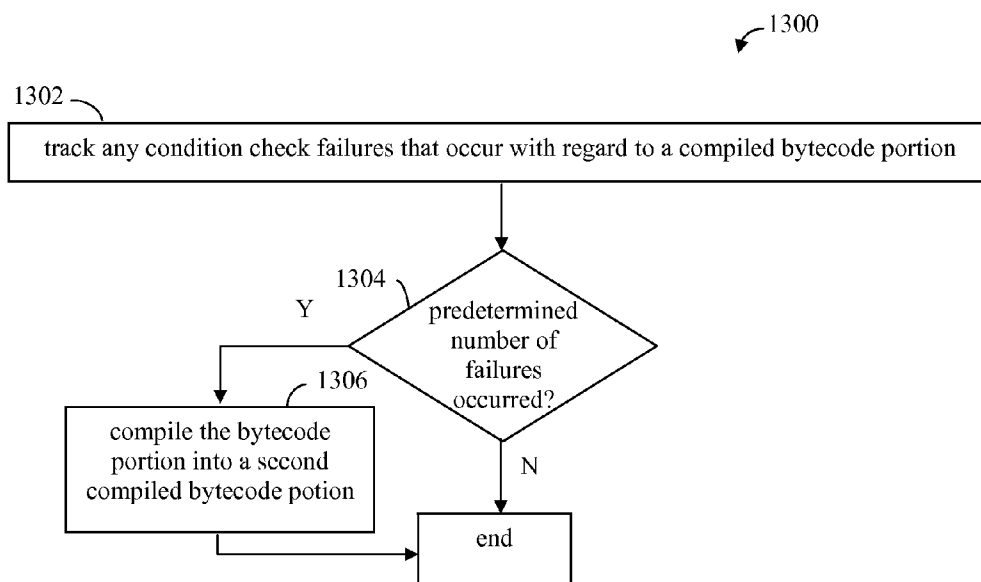 1300
1302
track any condition check failures that occur with regard to a compiled bytecode portion
1304
predetermined
number of
failures
occurred?
Y
1306
compile the bytecode
portion into a second
compiled bytecode potion
N
end